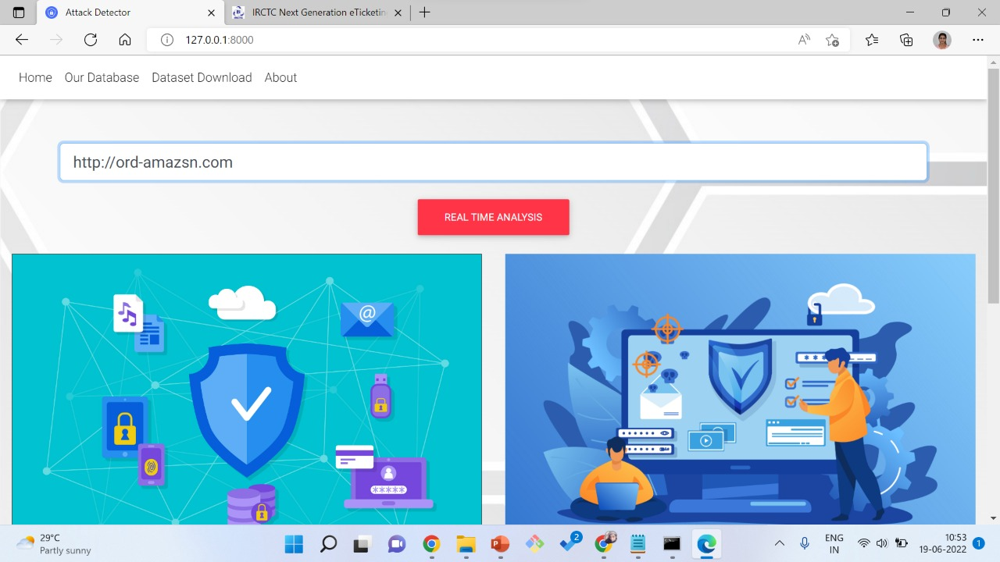 Attack Detector
IRCTC Next Generation eTicketin
127.0.0.1:8000
Home Our Database Dataset Download About
http://ord-amazsn.com
REAL TIME ANALYSIS
@
*****
29°C
Partly sunny
2
ENG
IN
10:53
19-06-2022
1